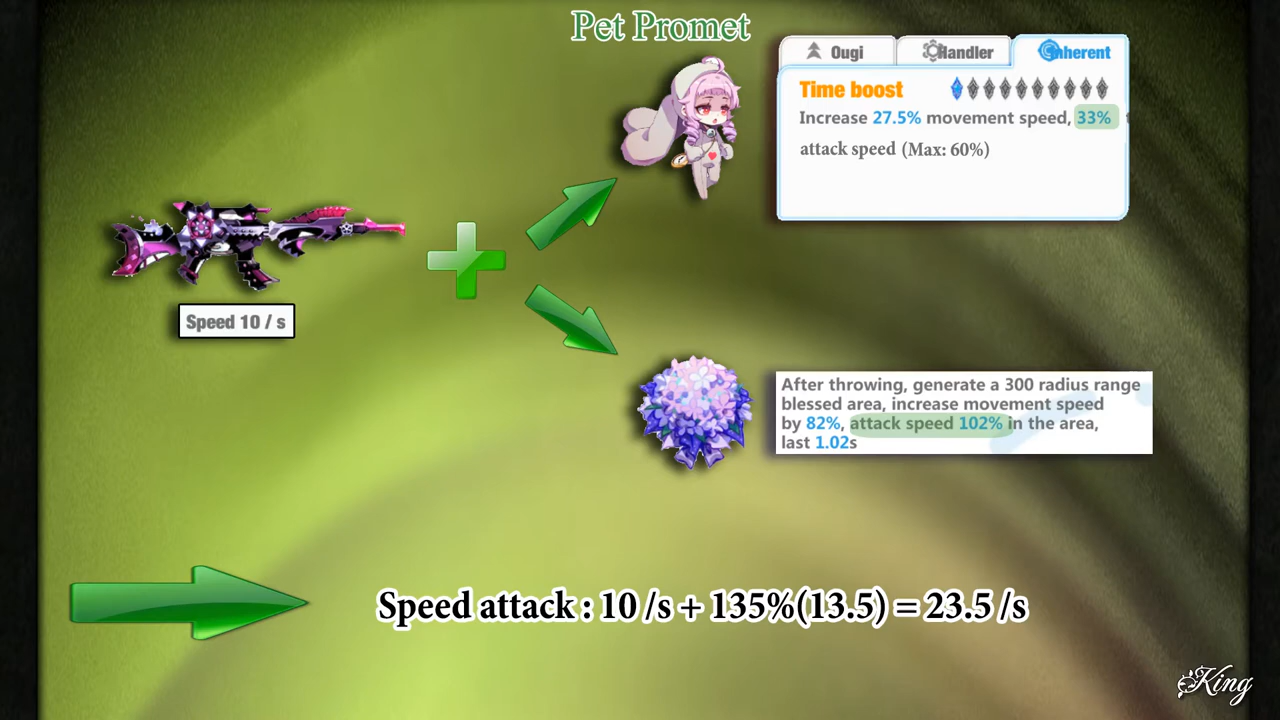 Pet Promet
Ougi
Handler
Inherent
Time boost
Increase 27.5% movement speed, 33%
attack speed (Max: 60%)
Speed 10 / s
After throwing, generate a 300 radius range
blessed area, increase movement speed
by 82%, attack speed 102% in the area,
last 1.02s
Speed attack : 10 /s + 135%(13.5) = 23.5 /s
King